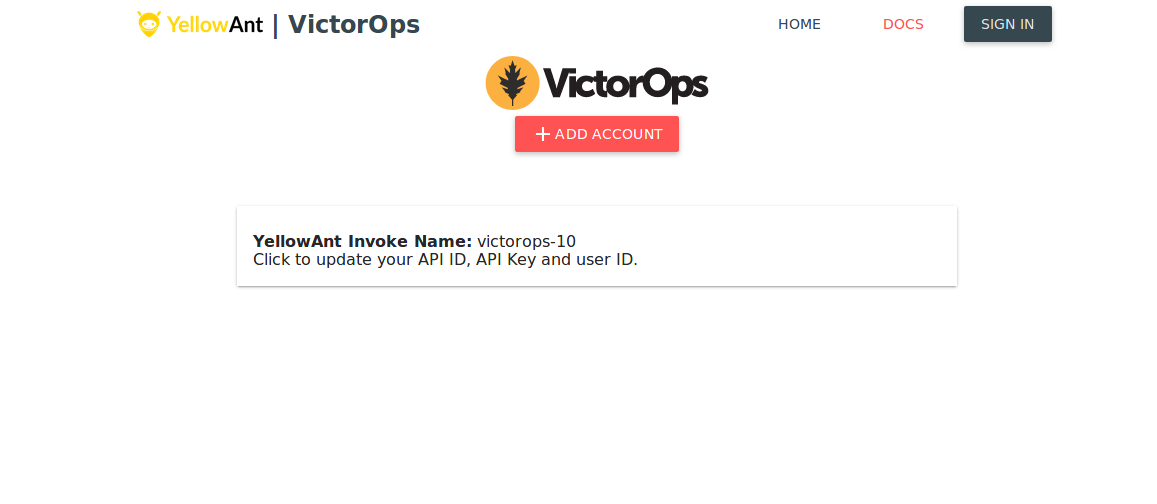 YellowAnt | VictorOps
HOME
DOCS
SIGN IN
VictorOps
ADD ACCOUNT
YellowAnt Invoke Name: victorops-10
Click to update your API ID, API Key and user ID.